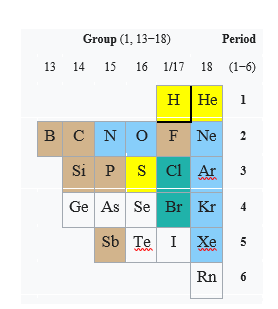 Group (1, 13−18) Period
13 14 15 16 1/17 18 (1−6)
H He 1
B C N O F Ne 2
Si P S Cl Ar 3
Ge As Se Br Kr 4
Sb Te I Xe 5
Rn 6